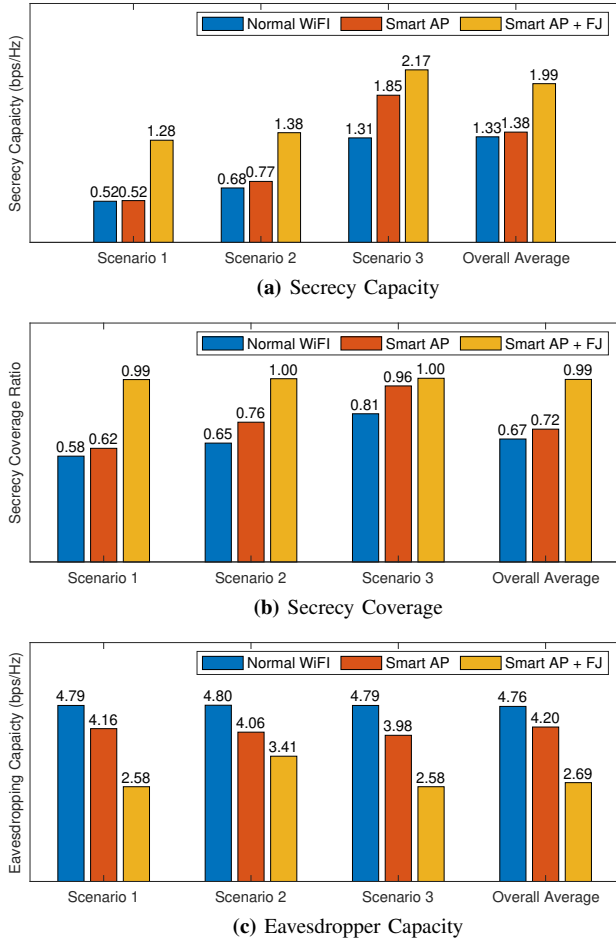 Normal WiFI Smart AP Smart AP + FJ
Secrecy Capaicty (bps/Hz)
0.52 0.52 1.28 0.68 0.77 1.38 1.31 1.85 2.17 1.33 1.38 1.99
Scenario 1 Scenario 2 Scenario 3 Overall Average
(a) Secrecy Capacity
Normal WiFI Smart AP Smart AP + FJ
Secrecy Coverage Ratio
0.58 0.62 0.99 0.65 0.76 1.00 0.81 0.96 1.00 0.67 0.72 0.99
Scenario 1 Scenario 2 Scenario 3 Overall Average
(b) Secrecy Coverage
Normal WiFI Smart AP Smart AP + FJ
Eavesdropping Capaicty (bps/Hz)
4.79 4.16 2.58 4.80 4.06 3.41 4.79 3.98 2.58 4.76 4.20 2.69
Scenario 1 Scenario 2 Scenario 3 Overall Average
(c) Eavesdropper Capacity